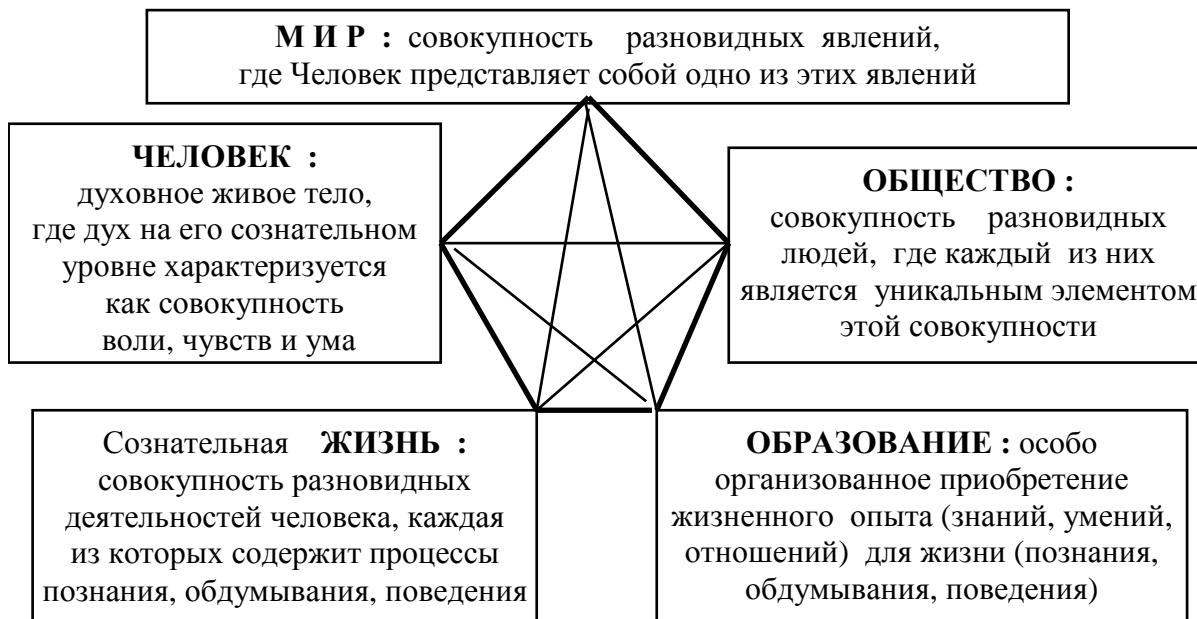 М И Р : совокупность разновидных явлений,
где Человек представляет собой одно из этих явлений
ЧЕЛОВЕК :
духовное живое тело,
где дух на его сознательном
уровне характеризуется
как совокупность
воли, чувств и ума
ОБЩЕСТВО :
совокупность разновидных
людей, где каждый из них
является уникальным элементом
этой совокупности
Сознательная ЖИЗНЬ :
совокупность разновидных
деятельностей человека, каждая
из которых содержит процессы
познания, обдумывания, поведения
ОБРАЗОВАНИЕ : особо
организованное приобретение
жизненного опыта (знаний, умений,
отношений) для жизни (познания,
обдумывания, поведения)